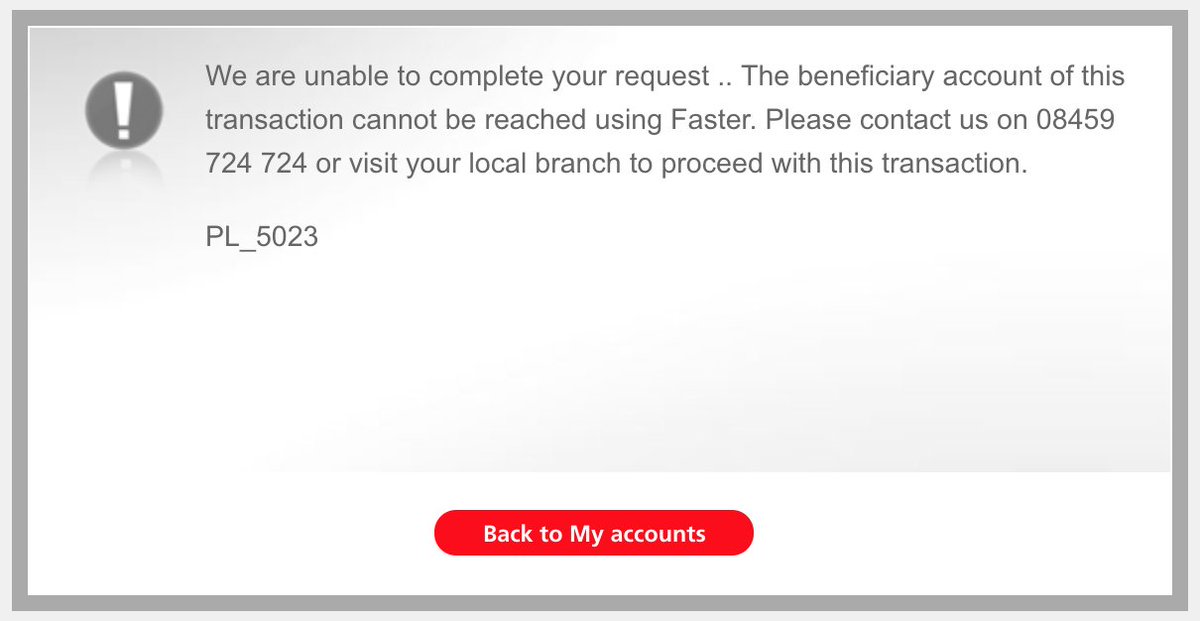 We are unable to complete your request .. The beneficiary account of this
transaction cannot be reached using Faster. Please contact us on 08459
724 724 or visit your local branch to proceed with this transaction.
PL_5023
Back to My accounts